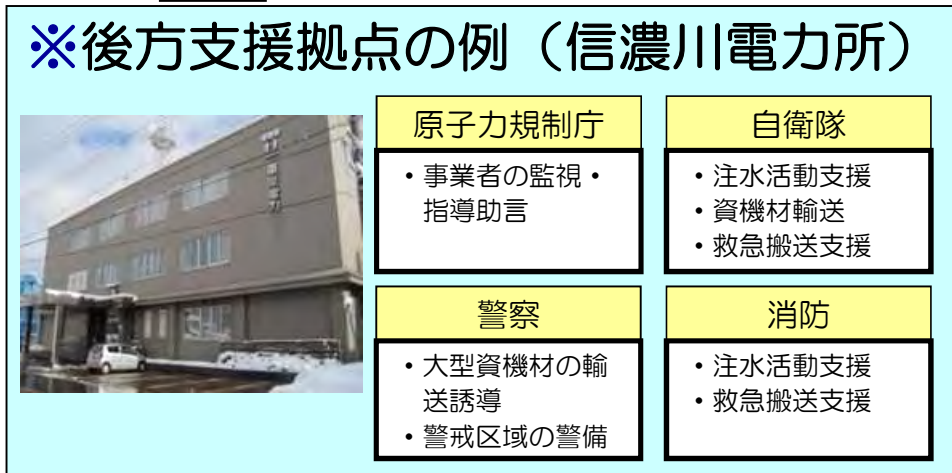 ※後方支援拠点の例（信濃川電力所）
原子力規制庁
・事業者の監視・
指導助言
自衛隊
・注水活動支援
・資機材輸送
・救急搬送支援
警察
・大型資機材の輸
送誘導
・警戒区域の警備
消防
・注水活動支援
・救急搬送支援